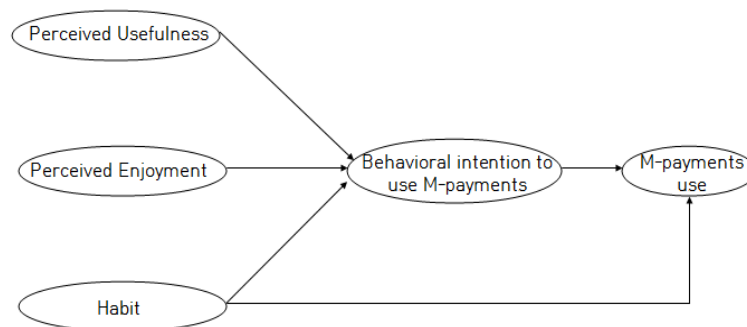 Perceived Usefulness
Perceived Enjoyment
Behavioral intention to
use M-payments
M-payments
use
Habit